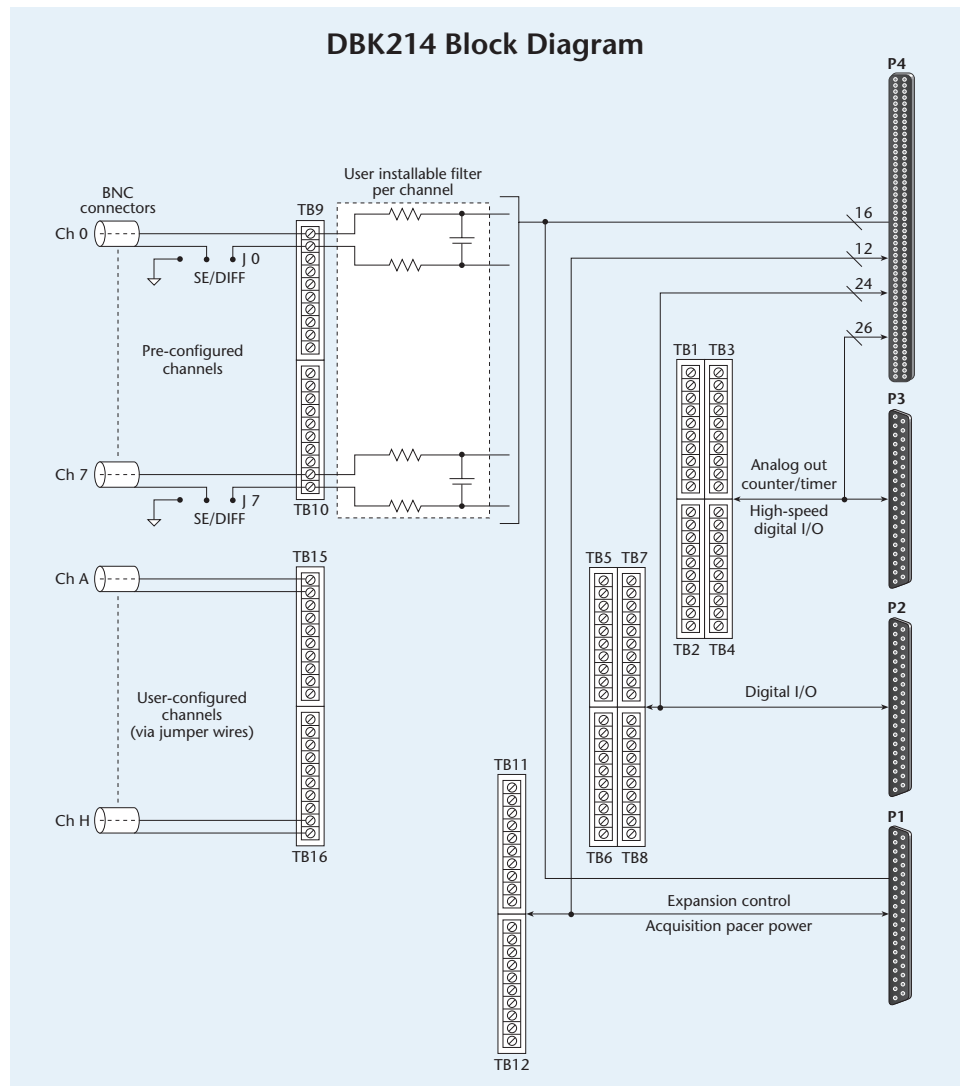 DBK214 Block Diagram
P4
User installable filter
per channel
BNC
connectors
TB9
16
Ch 0
J 0
SE/DIFF
12
24
26
Pre-configured
channels
TB1 TB3
P3
Ch 7
Analog out
counter/timer
J 7
SE/DIFF
TB10
High-speed
digital I/O
TB15
TB5 TB7
Ch A
P2
TB2 TB4
User-configured
channels
(via jumper wires)
Digital I/O
TB11
Ch H
P1
TB16
TB6 TB8
Expansion control
Acquisition pacer power
TB12